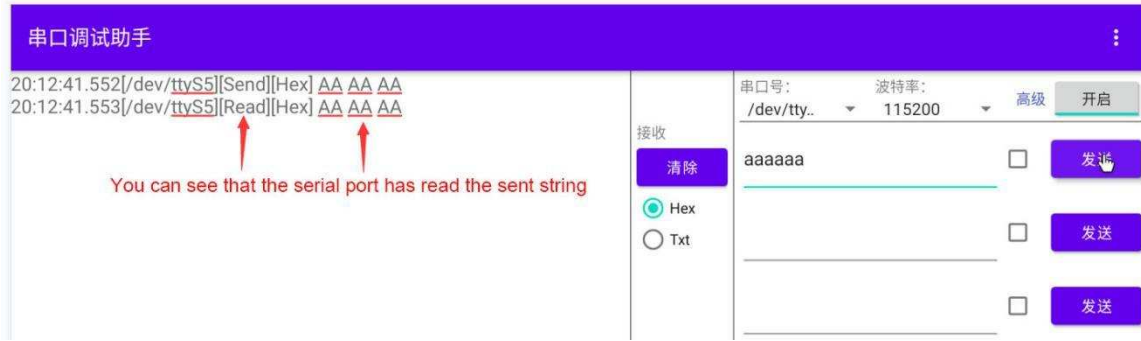 串口调试助手
20:12:41.552[/dev/ttyS5][Send][Hex] AA AA AA
20:12:41.553[/dev/ttyS5][Read][Hex] AA AA AA
You can see that the serial port has read the sent string
接收
清除
Hex
Txt
串口号: 波特率:
/dev/tty.. 115200 高级 开启
aaaaaa 发送
发送
发送